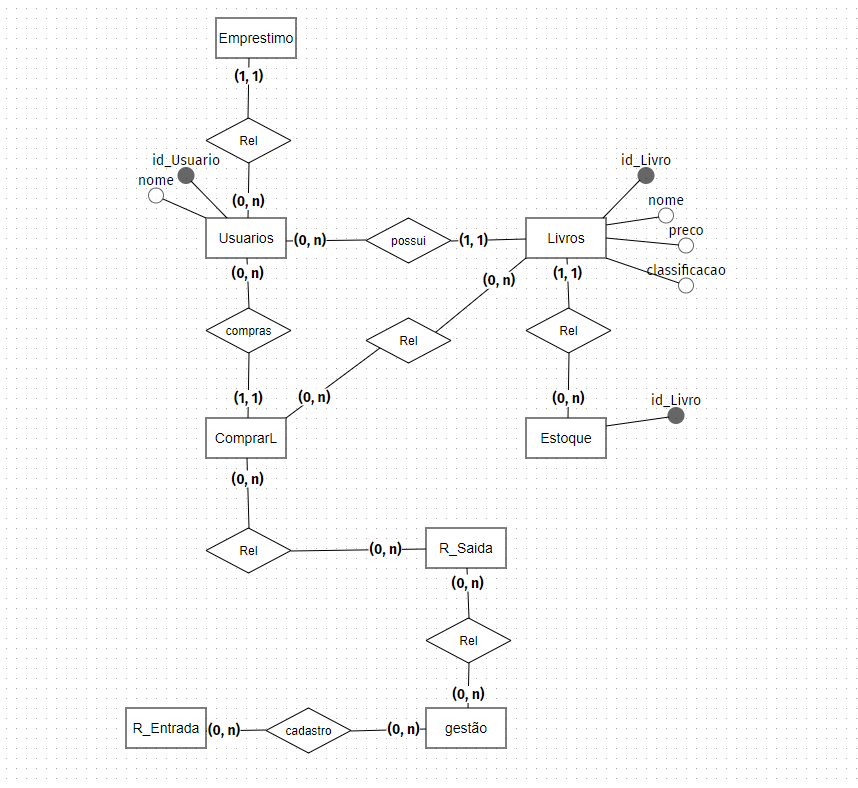 Emprestimo
(1, 1)
Rel
id_Usuario
nome
(0, n)
Usuarios
(0, n)
possui
(1, 1)
Livros
id_Livro
nome
preco
classificacao
(0, n)
(0, n)
(1, 1)
compras
Rel
Rel
(1, 1)
(0, n)
(0, n)
id_Livro
ComprarL
Estoque
(0, n)
Rel
(0, n)
R_Saida
(0, n)
Rel
(0, n)
R_Entrada
(0, n)
cadastro
(0, n)
gestão